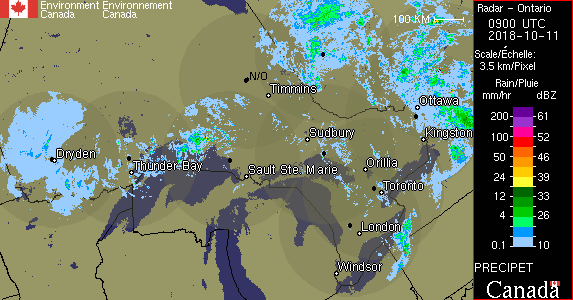 Environment Environnement
Canada Canada
100 KM
N/O
Timmins
Ottawa
Kingston
Sudbury
Dryden
Thunder Bay
Sault Ste. Marie
Orillia
Toronto
London
Windsor
Radar - Ontario
0900 UTC
2018-10-11
Scale/Échelle:
3.5 km/Pixel
Rain/Pluie
mm/hr dBZ
200 61
100 52
50 46
24 39
12 33
4 26
0.1 10
PRECIPET
Canada